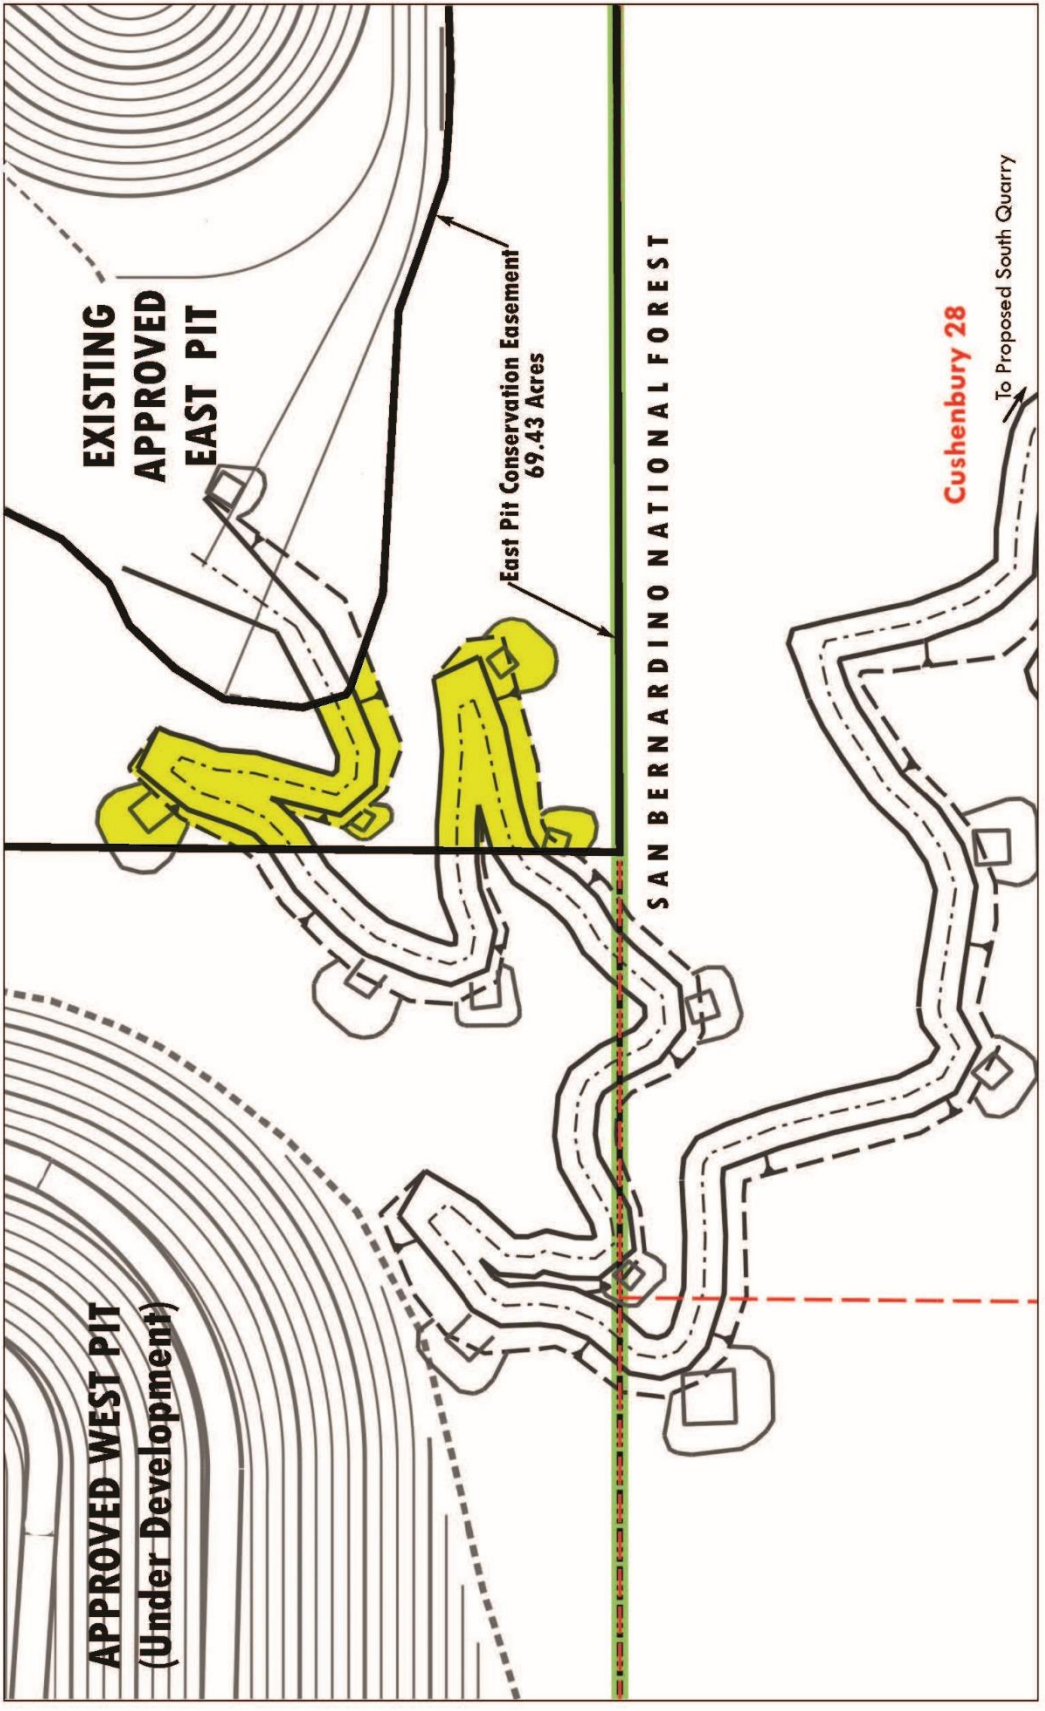 EXISTING
APPROVED
EAST PIT
East Pit Conservation Easement
69.43 Acres
SAN BERNARDINO NATIONAL FOREST
Cushenbury 28
To Proposed South Quarry
APPROVED WEST PIT
(Under Development)